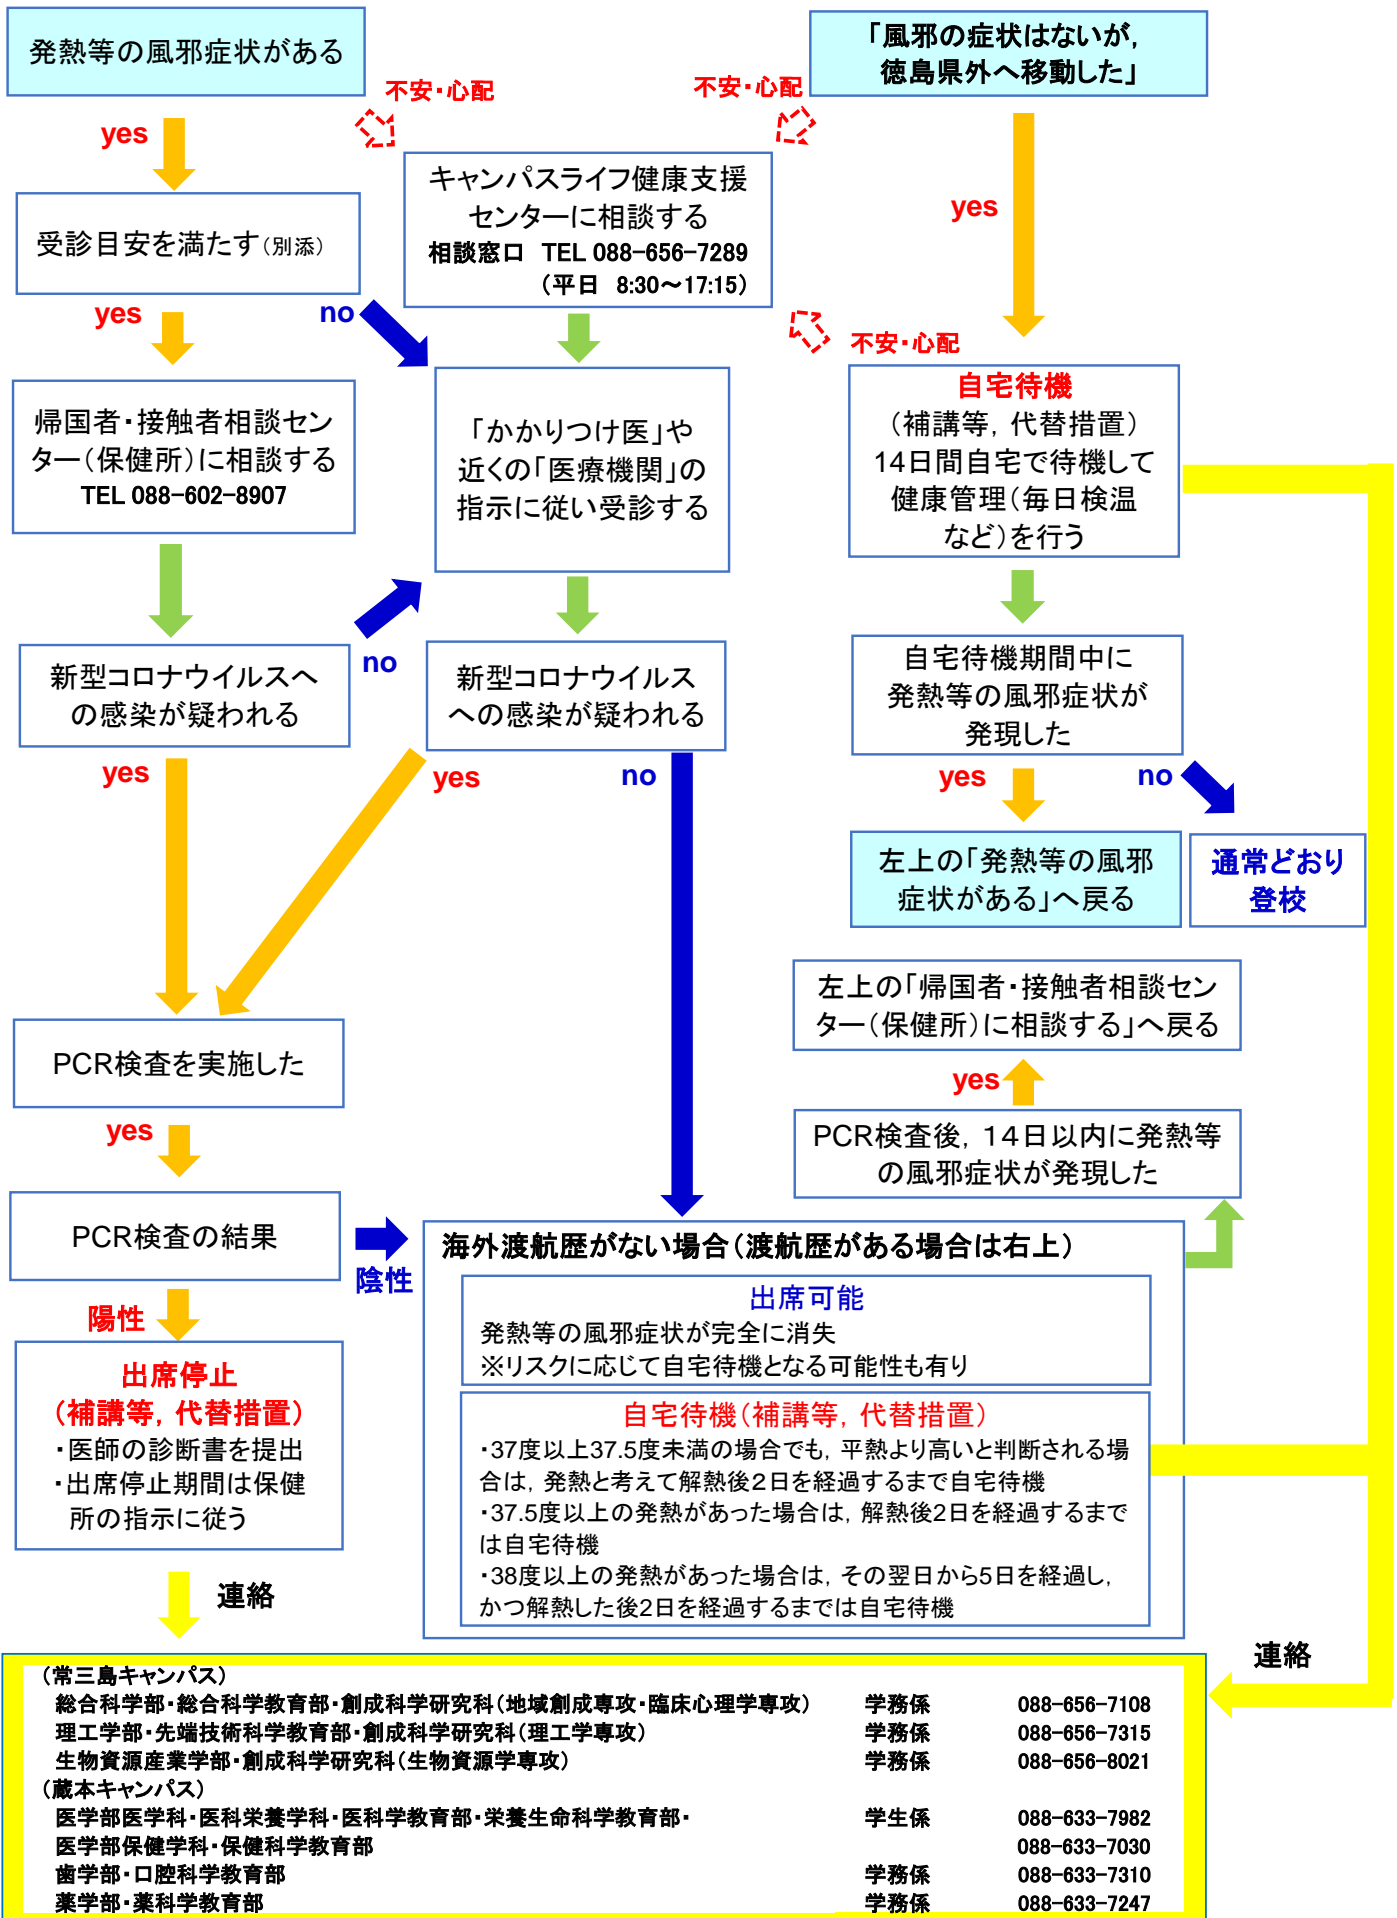 発熱等の風邪症状がある
「風邪の症状はないが,
徳島県外へ移動した」
不安・心配
不安・心配
yes
キャンパスライフ健康支援
センターに相談する
相談窓口 TEL 088-656-7289
(平日 8:30～17:15)
yes
受診目安を満たす(別添)
yes
no
不安・心配
帰国者・接触者相談セン
ター(保健所)に相談する
TEL 088-602-8907
「かかりつけ医」や
近くの「医療機関」の
指示に従い受診する
自宅待機
(補講等, 代替措置)
14日間自宅で待機して
健康管理(毎日検温
など)を行う
no
新型コロナウイルスへ
の感染が疑われる
新型コロナウイルス
への感染が疑われる
自宅待機期間中に
発熱等の風邪症状が
発現した
yes
yes
no
yes
no
左上の「発熱等の風邪
症状がある」へ戻る
通常どおり
登校
左上の「帰国者・接触者相談セン
ター(保健所)に相談する」へ戻る
PCR検査を実施した
yes
PCR検査後, 14日以内に発熱等
の風邪症状が発現した
yes
PCR検査の結果
陰性
陽性
海外渡航歴がない場合(渡航歴がある場合は右上)
出席可能
発熱等の風邪症状が完全に消失
※リスクに応じて自宅待機となる可能性も有り
出席停止
(補講等, 代替措置)
・医師の診断書を提出
・出席停止期間は保健
所の指示に従う
自宅待機(補講等, 代替措置)
・37度以上37.5度未満の場合でも, 平熱より高いと判断される場
合は, 発熱と考えて解熱後2日を経過するまで自宅待機
・37.5度以上の発熱があった場合は, 解熱後2日を経過するまで
は自宅待機
・38度以上の発熱があった場合は, その翌日から5日を経過し,
かつ解熱した後2日を経過するまでは自宅待機
連絡
連絡
(常三島キャンパス)
総合科学部・総合科学教育部・創成科学研究科(地域創成専攻・臨床心理学専攻) 学務係 088-656-7108
理工学部・先端技術科学教育部・創成科学研究科(理工学専攻) 学務係 088-656-7315
生物資源産業学部・創成科学研究科(生物資源学専攻) 学務係 088-656-8021
(蔵本キャンパス)
医学部医学科・医科栄養学科・医科学教育部・栄養生命科学教育部・ 学生係 088-633-7982
医学部保健学科・保健科学教育部 088-633-7030
歯学部・口腔科学教育部 学務係 088-633-7310
薬学部・薬科学教育部 学務係 088-633-7247